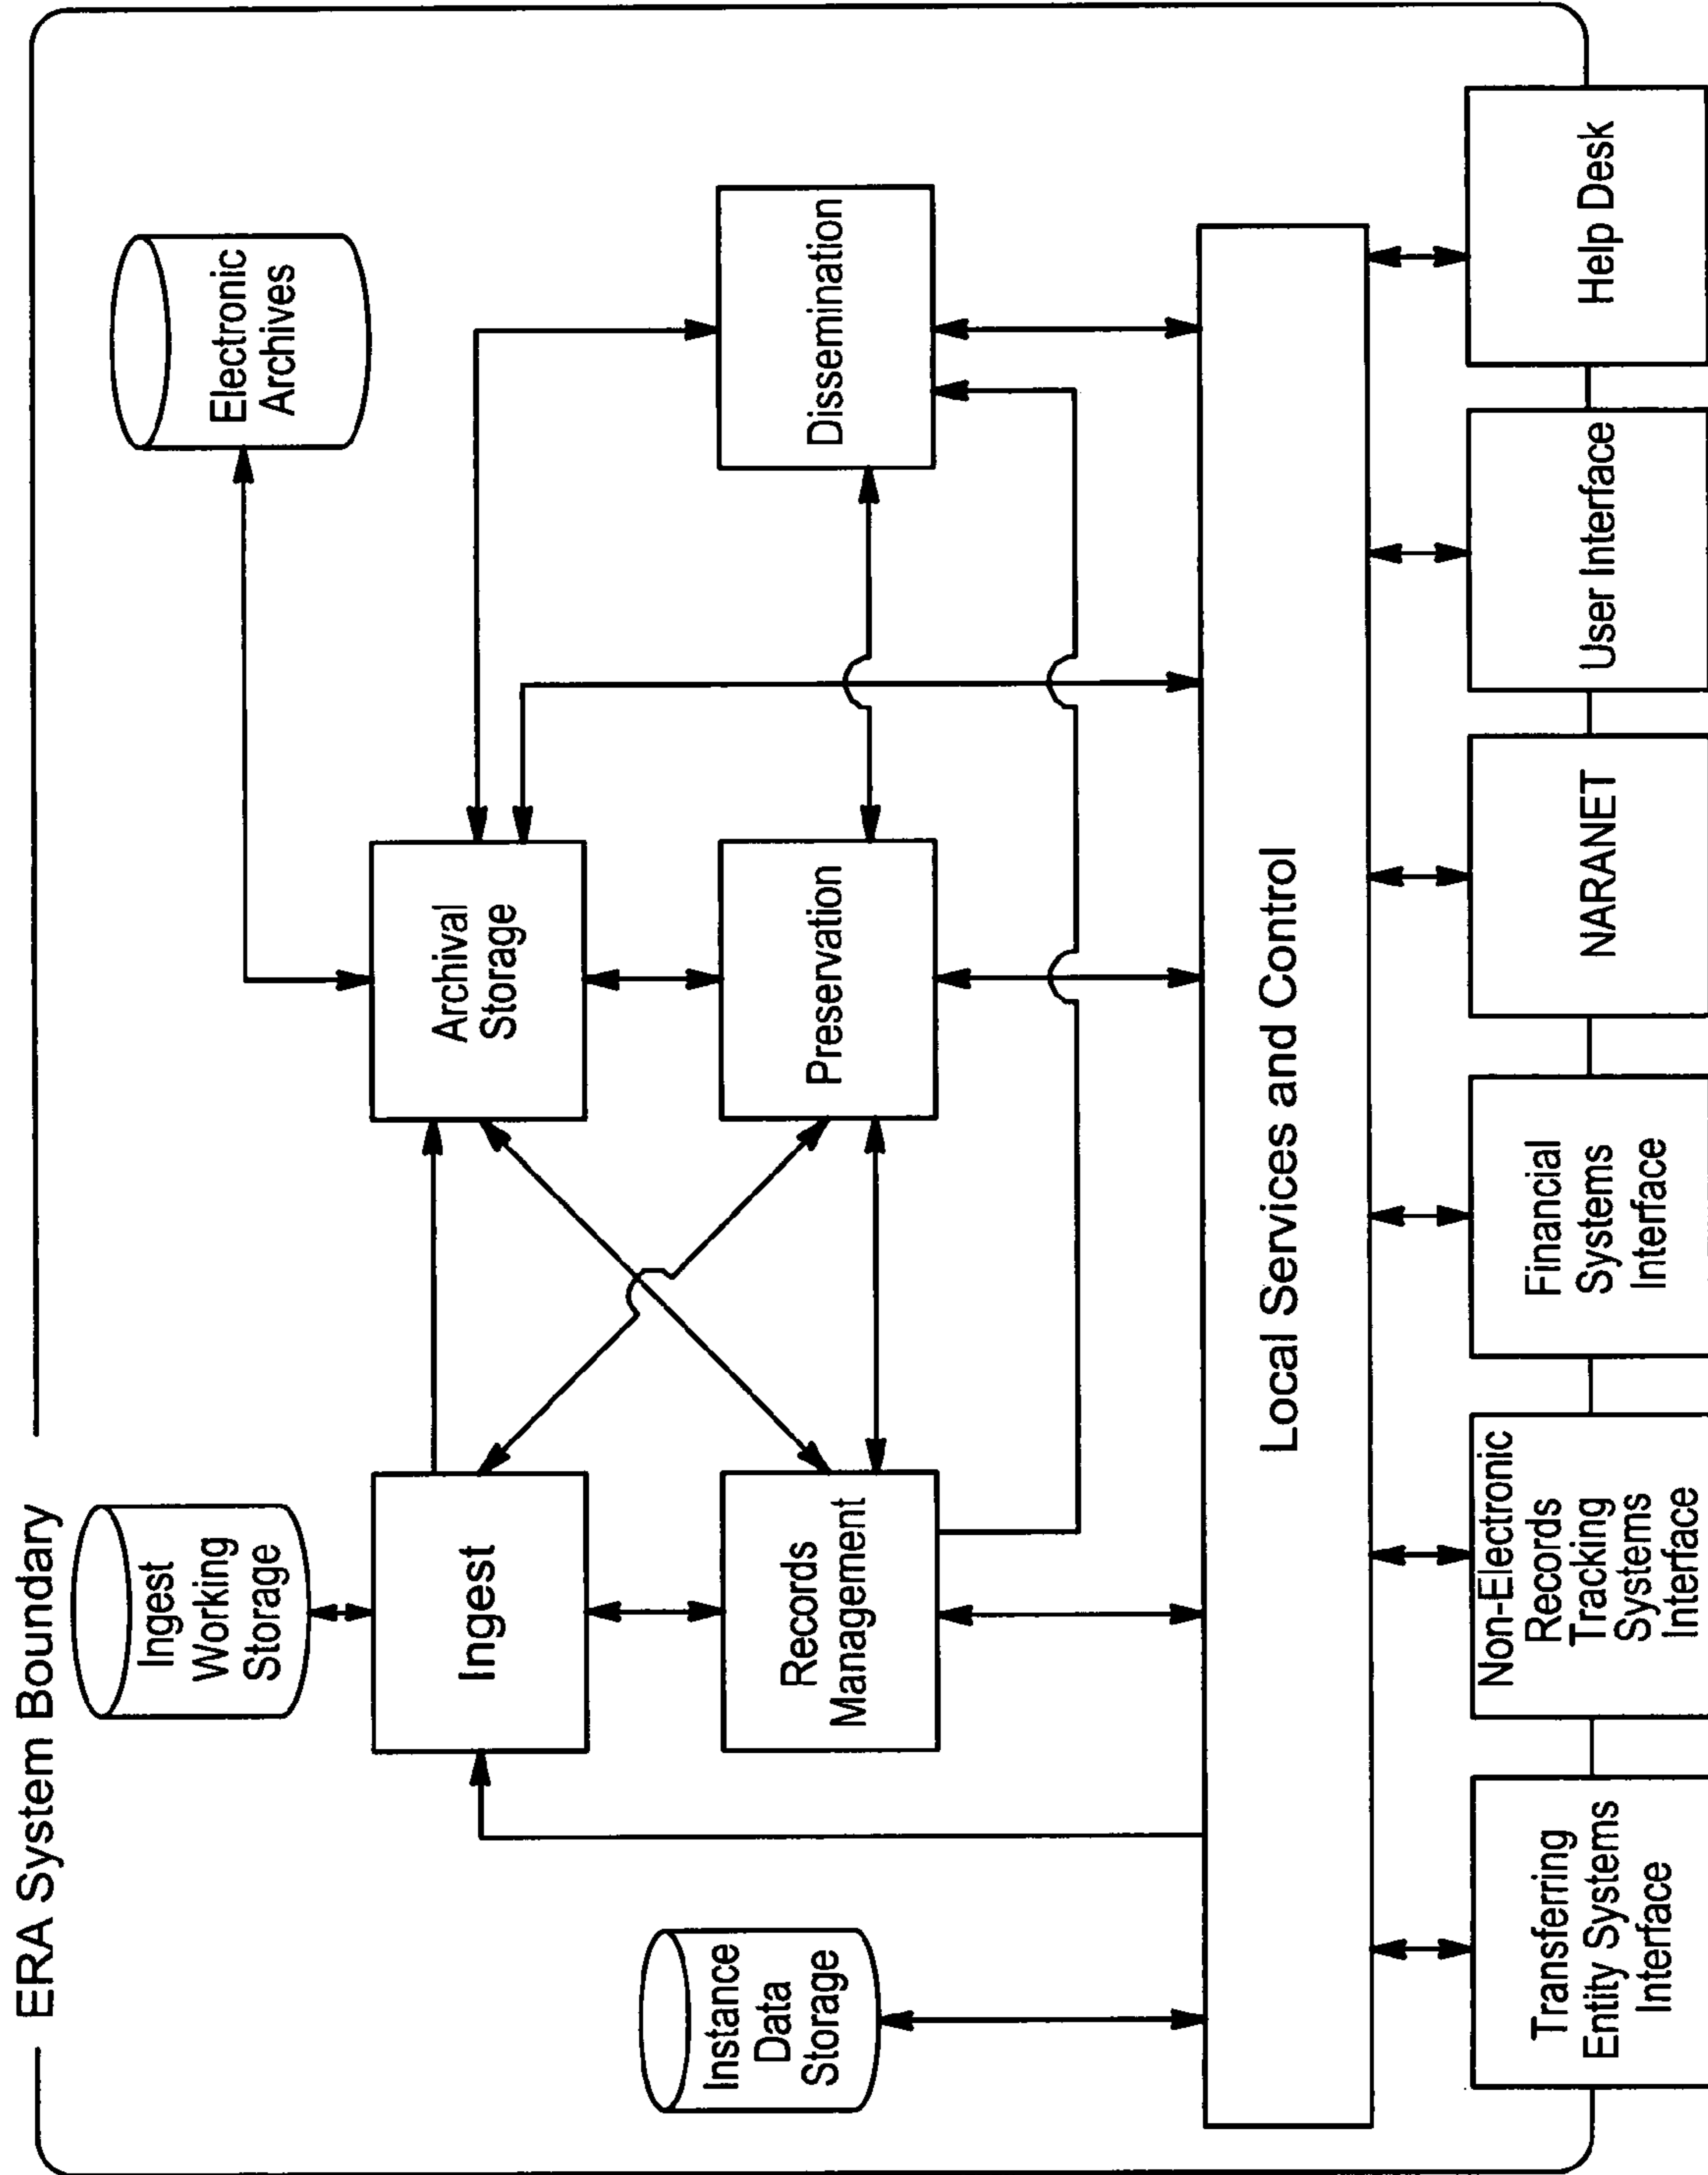 ERA System Boundary
Ingest
Working
Storage
Electronic
Archives
Ingest
Archival
Storage
Instance
Data
Storage
Records
Management
Preservation
Dissemination
Local Services and Control
Transferring
Entity Systems
Interface
Non-Electronic
Records
Tracking
Systems
Interface
Financial
Systems
Interface
NARANET
User Interface
Help Desk